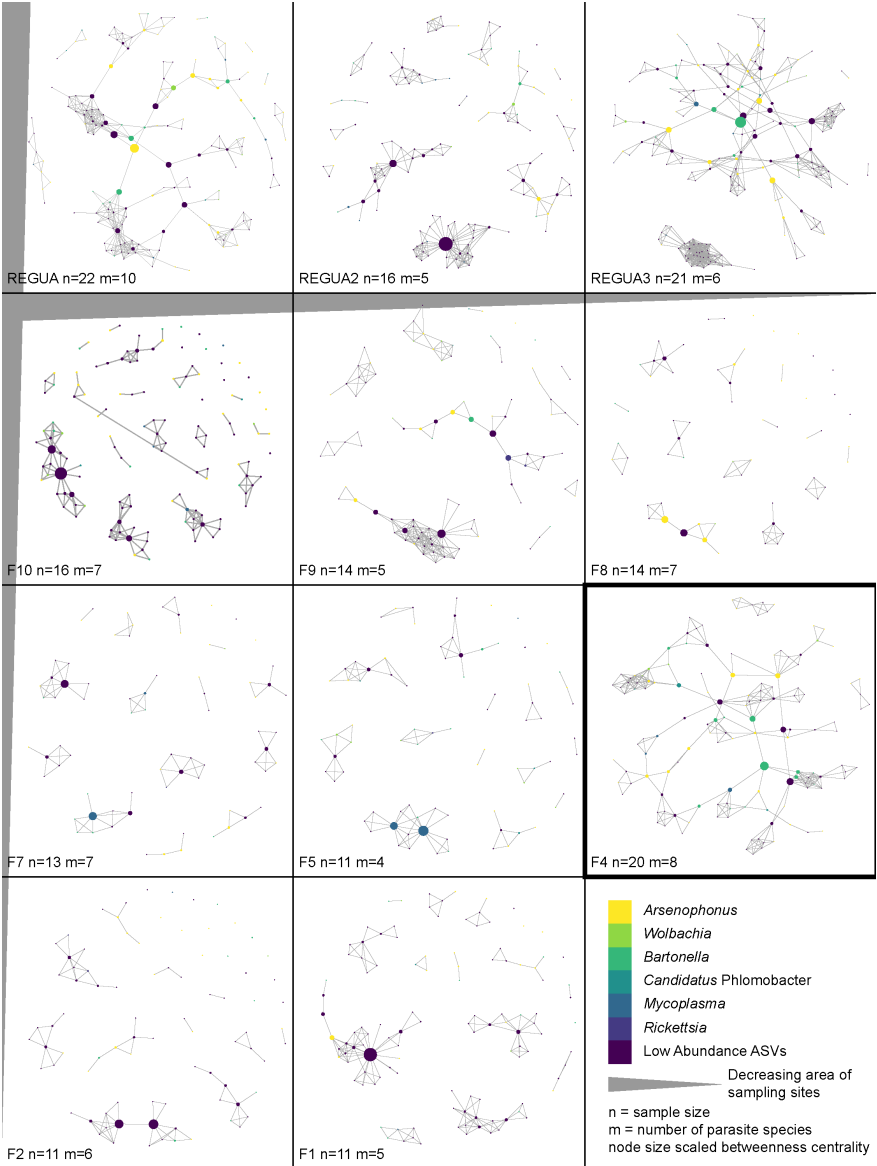 REGUA n=22 m=10
REGUA2 n=16 m=5
REGUA3 n=21 m=6
F10 n=16 m=7
F9 n=14 m=5
F8 n=14 m=7
F7 n=13 m=7
F5 n=11 m=4
F4 n=20 m=8
F2 n=11 m=6
F1 n=11 m=5
Arsenophonus
Wolbachia
Bartonella
Candidatus Phlomobacter
Mycoplasma
Rickettsia
Low Abundance ASVs
Decreasing area of
sampling sites
n = sample size
m = number of parasite species
node size scaled betweenness centrality